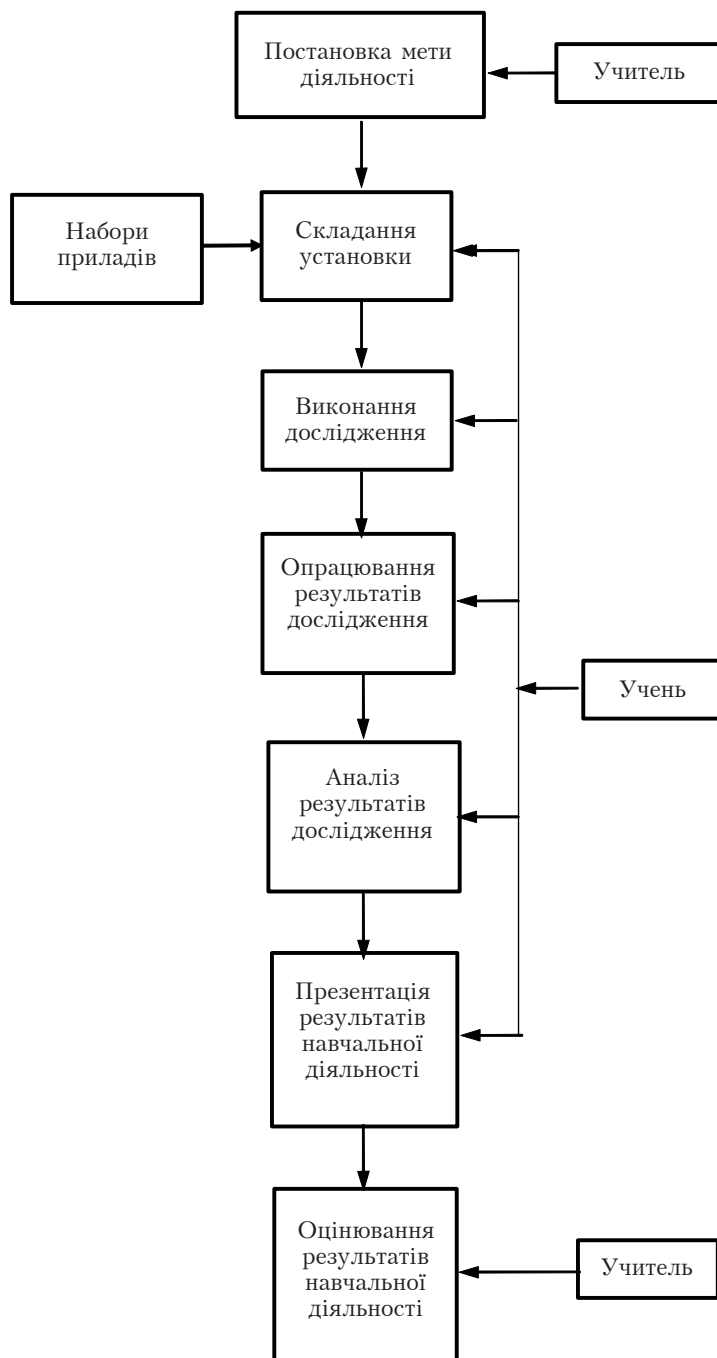 Постановка мети
діяльності
Учитель
Набори
приладів
Складання
установки
Виконання
дослідження
Опрацювання
результатів
дослідження
Учень
Аналіз
результатів
дослідження
Презентація
результатів
навчальної
діяльності
Оцінювання
результатів
навчальної
діяльності
Учитель